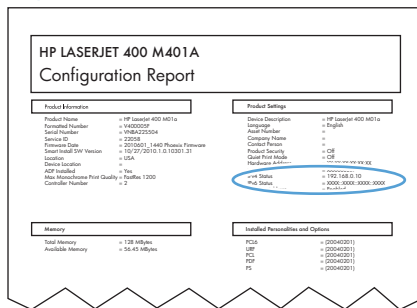 HP LASERJET 400 M401A
Configuration Report
Product Information
Product Name = HP LaserJet 400 M401a
Formatted Number = V400005F
Serial Number = VNBA225504
Service ID = 22058
Firmware Date = 2010601_1440 Phoenix Firmware
Smart Install SW Version = 10/27/2010.1.0.10301.31
Location = USA
Device Location =
ADF Installed = Yes
Max Monochrome Print Quality = FastRes 1200
Controller Number = 2
Product Settings
Device Description = HP LaserJet 400 M401a
Language = English
Asset Number =
Company Name =
Contact Person =
Product Security = Off
Quiet Print Mode = Off
Hardware Address
Status = 192.168.0.10
Status = XXXX::XXXX::XXXX::XXXX
Memory
Total Memory = 128 MBytes
Available Memory = 56.45 MBytes
Installed Personalities and Options
PCL6 = (20040201)
URF = (20040201)
PCL = (20040201)
PDF = (20040201)
PS = (20040201)